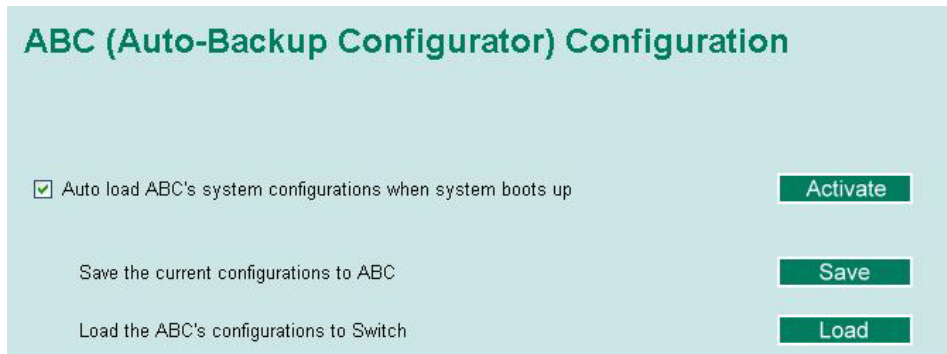 ABC (Auto-Backup Configurator) Configuration
Auto load ABC's system configurations when system boots up Activate
Save the current configurations to ABC Save
Load the ABC's configurations to Switch Load